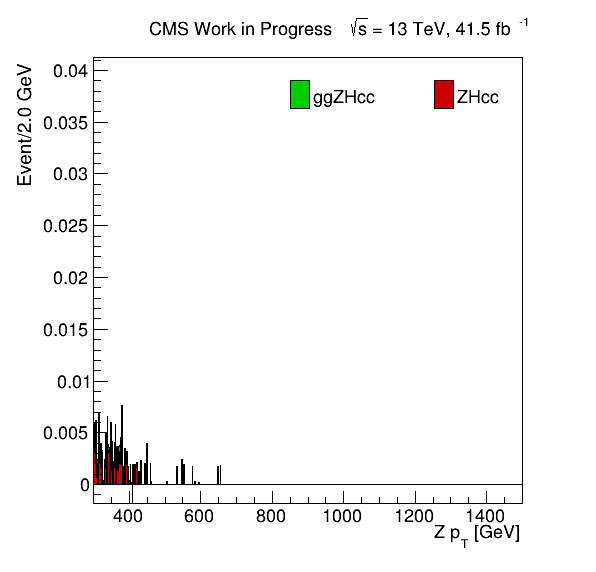 CMS Work in Progress √s = 13 TeV, 41.5 fb -1
Event/2.0 GeV
0.04
0.035
0.03
0.025
0.02
0.015
0.01
0.005
0
ggZHcc
ZHcc
400 600 800 1000 1200 1400
Z pT [GeV]